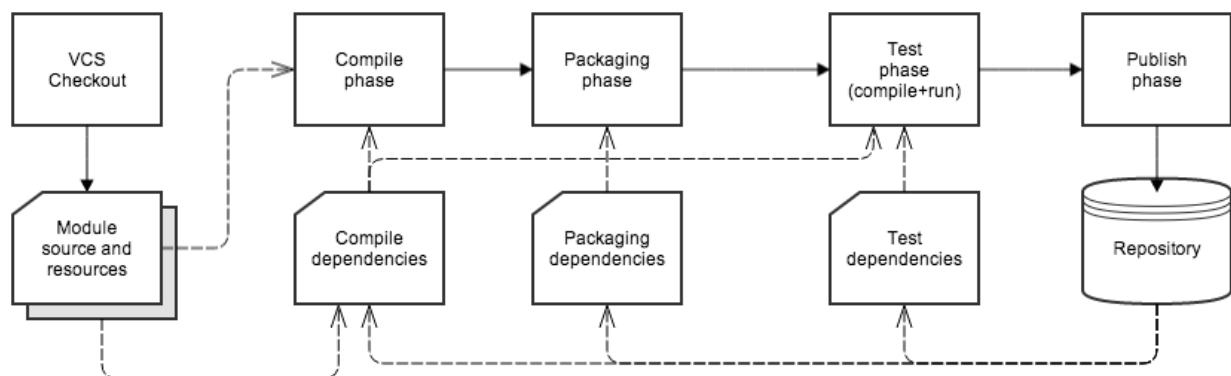 VCS
Checkout
Compile
phase
Packaging
phase
Test
phase
(compile+run)
Publish
phase
Module
source and
resources
Compile
dependencies
Packaging
dependencies
Test
dependencies
Repository